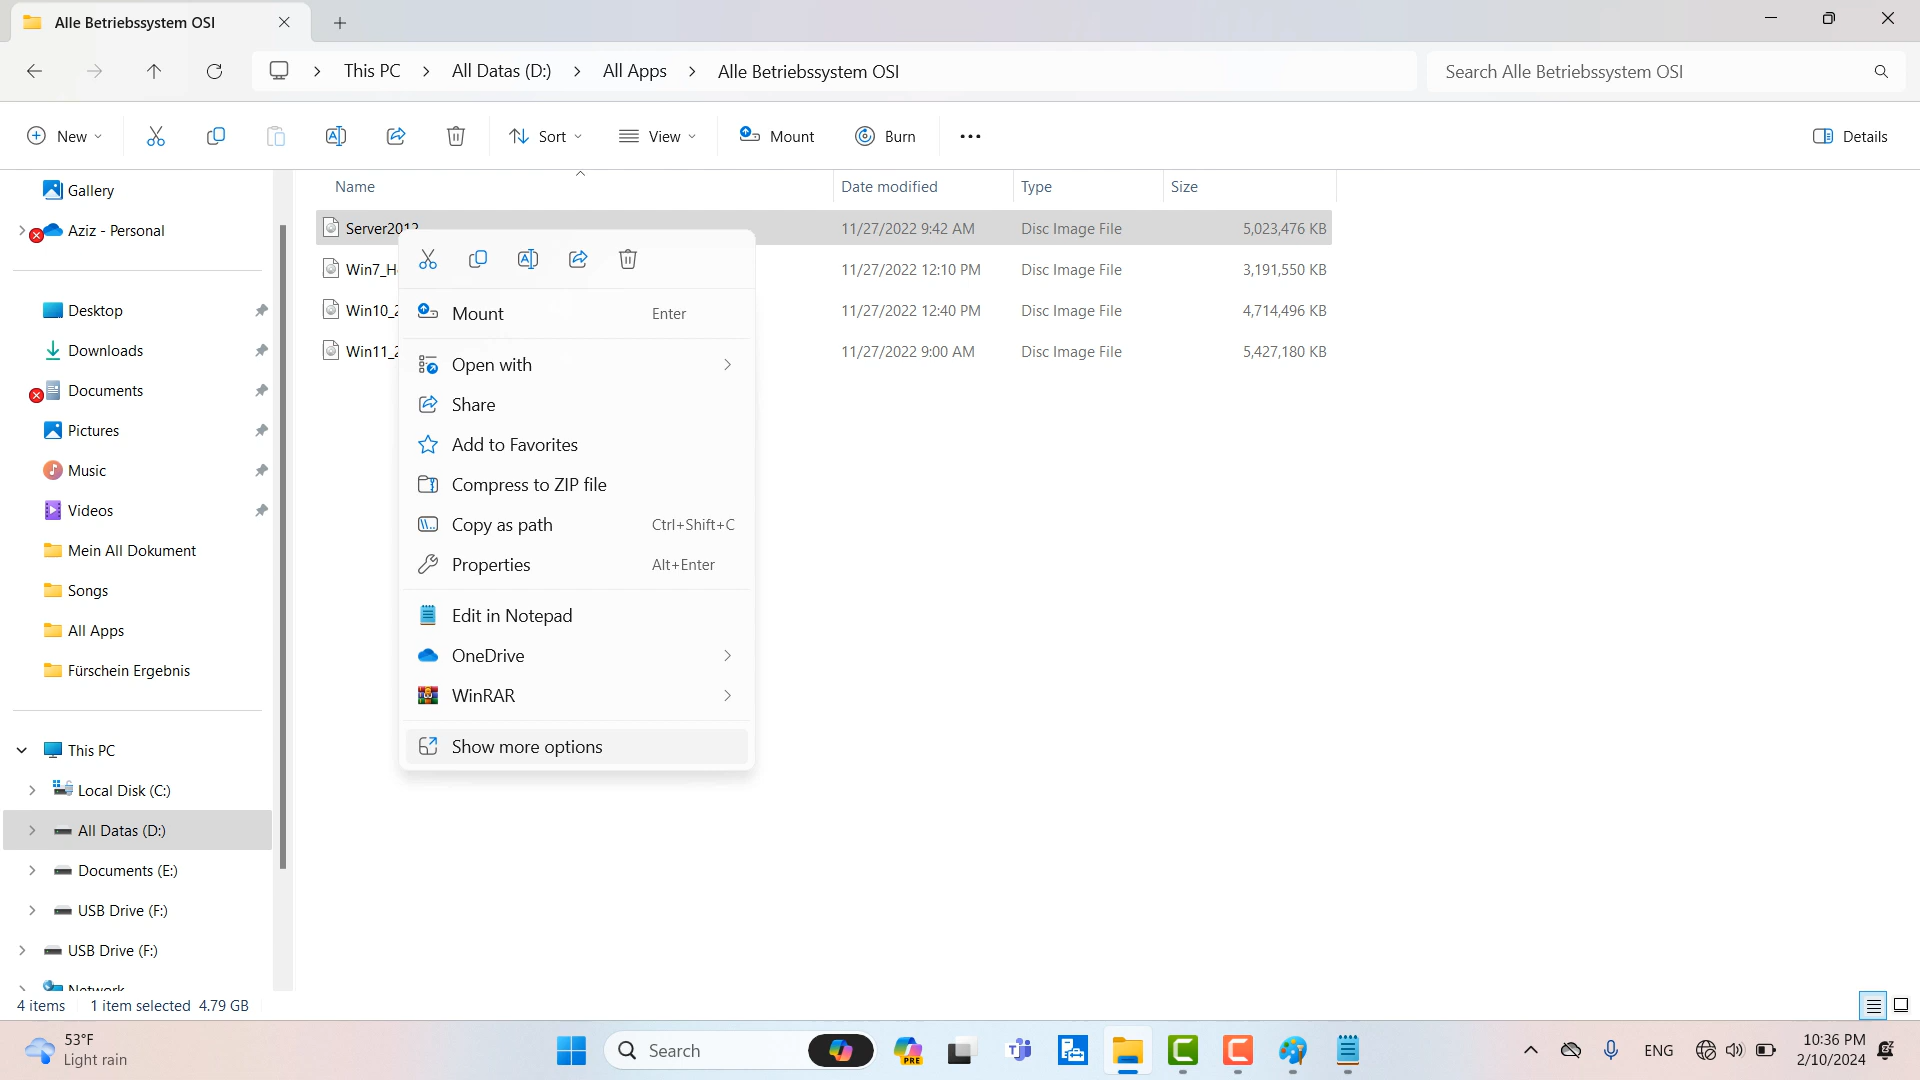 Alle Betriebssystem OSI
This PC
All Datas (D:)
All Apps
Alle Betriebssystem OSI
Search Alle Betriebssystem OSI
New
Sort
View
Mount
Burn
Details
Gallery
Aziz - Personal
Desktop
Downloads
Documents
Pictures
Music
Videos
Mein All Dokument
Songs
All Apps
Fürschein Ergebnis
This PC
Local Disk (C:)
All Datas (D:)
Documents (E:)
USB Drive (F:)
USB Drive (F:)
Network
Name Date modified Type Size
Server2012 11/27/2022 9:42 AM Disc Image File 5,023,476 KB
Win7_H 11/27/2022 12:10 PM Disc Image File 3,191,550 KB
Win10_2 11/27/2022 12:40 PM Disc Image File 4,714,496 KB
Win11_2 11/27/2022 9:00 AM Disc Image File 5,427,180 KB
Mount Enter
Open with
Share
Add to Favorites
Compress to ZIP file
Copy as path Ctrl+Shift+C
Properties Alt+Enter
Edit in Notepad
OneDrive
WinRAR
Show more options
4 items 1 item selected 4.79 GB
53°F
Light rain
Search
PRE
ENG
10:36 PM
2/10/2024